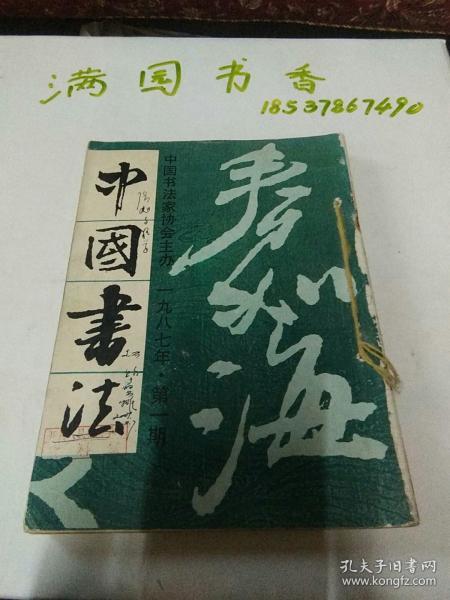 满园书香
18537867490
中國書法
中国书法家协会主办 一九八七年·第一期
海
孔夫子旧书网
www.kongfz.com